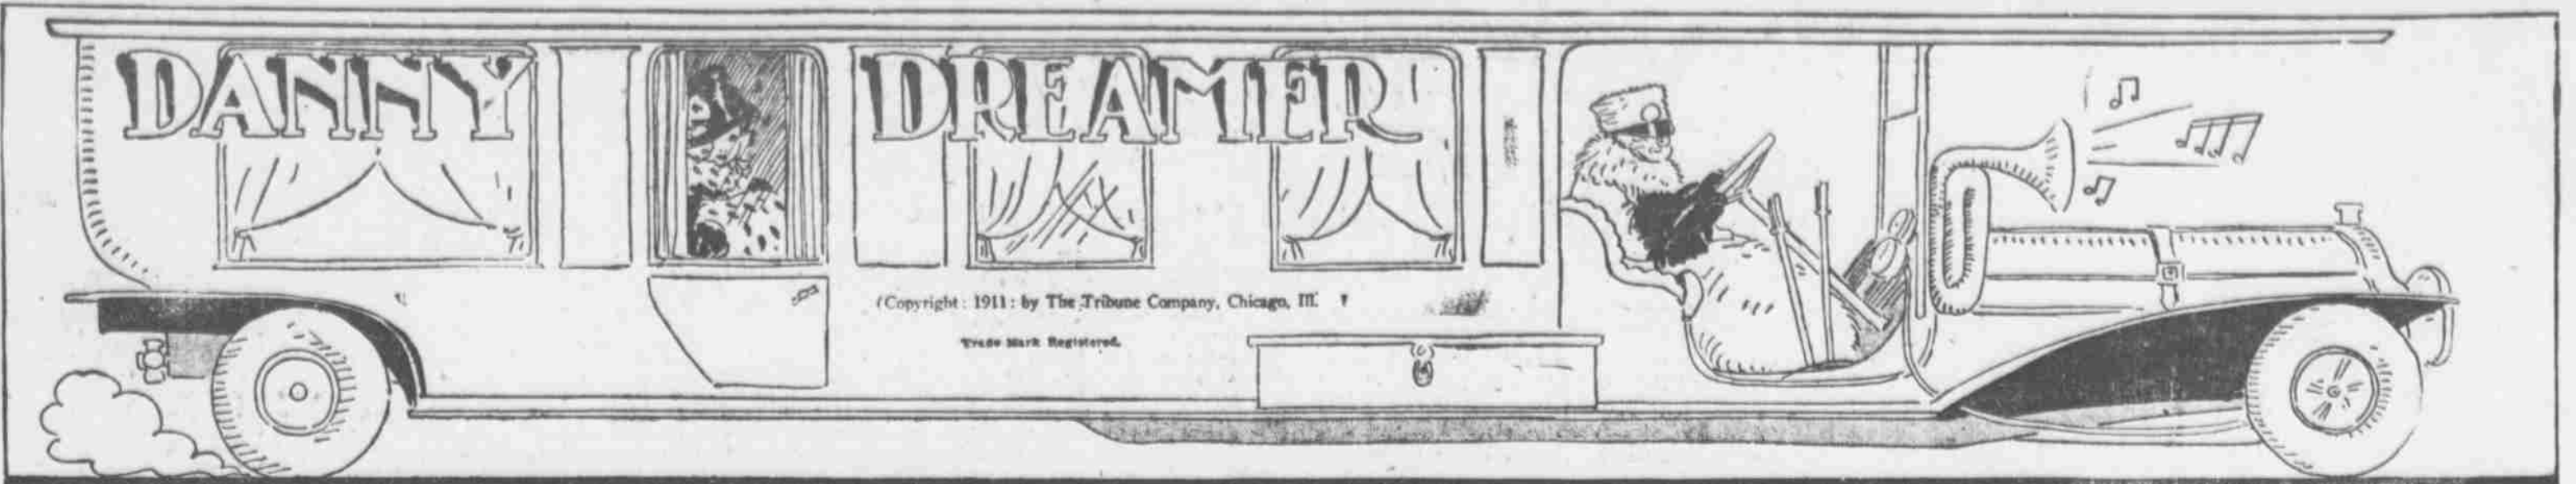 DANNY DREAMER
(Copyright: 1911: by The Tribune Company, Chicago, Ill.
Trade Mark Registered.